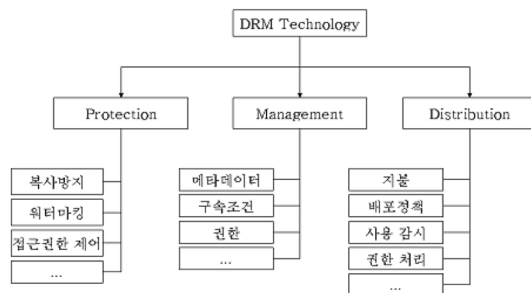 DRM Technology
Protection
Management
Distribution
복사방지
워터마킹
접근권한 제어
...
메타데이터
구속조건
권한
...
지불
배포정책
사용 감시
권한 처리
...